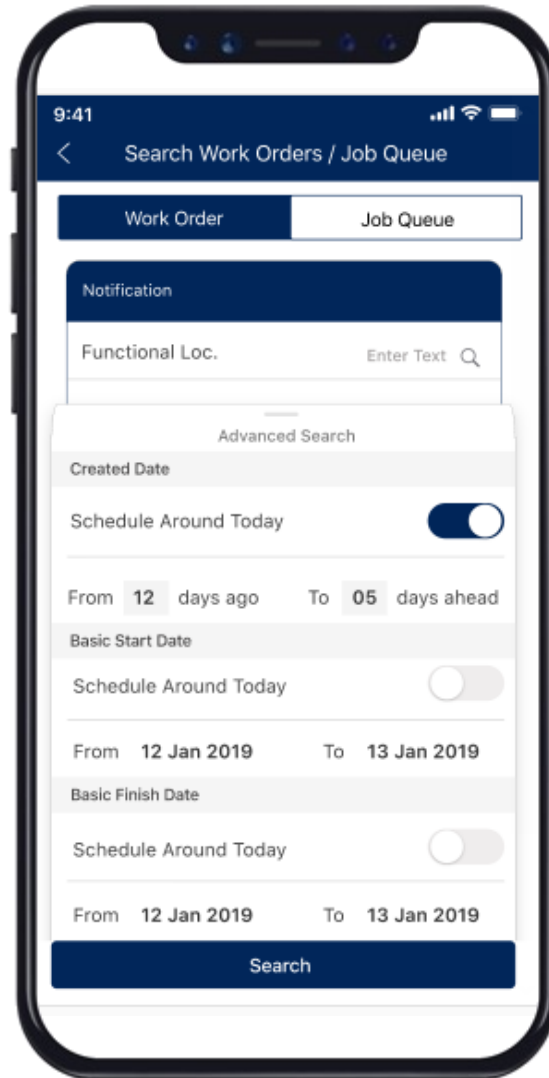 9:41
Search Work Orders / Job Queue
Work Order Job Queue
Notification
Functional Loc. Enter Text
Advanced Search
Created Date
Schedule Around Today
From 12 days ago To 05 days ahead
Basic Start Date
Schedule Around Today
From 12 Jan 2019 To 13 Jan 2019
Basic Finish Date
Schedule Around Today
From 12 Jan 2019 To 13 Jan 2019
Search